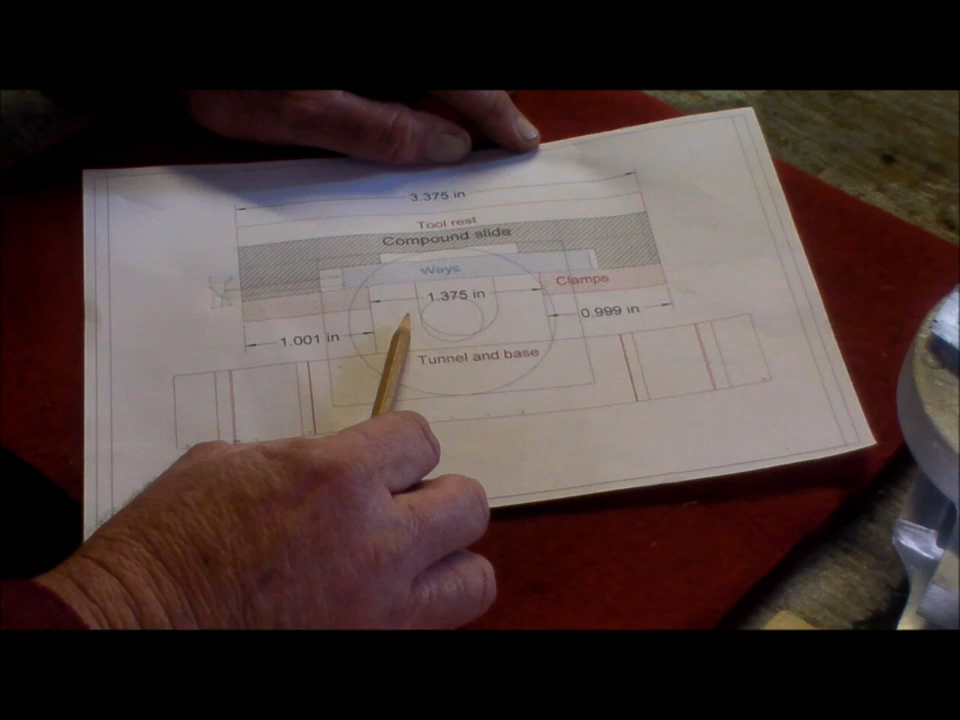 3.375 in
Tool rest
Compound slide
Ways
Clamps
1.375 in
0.999 in
1.001 in
Tunnel and base